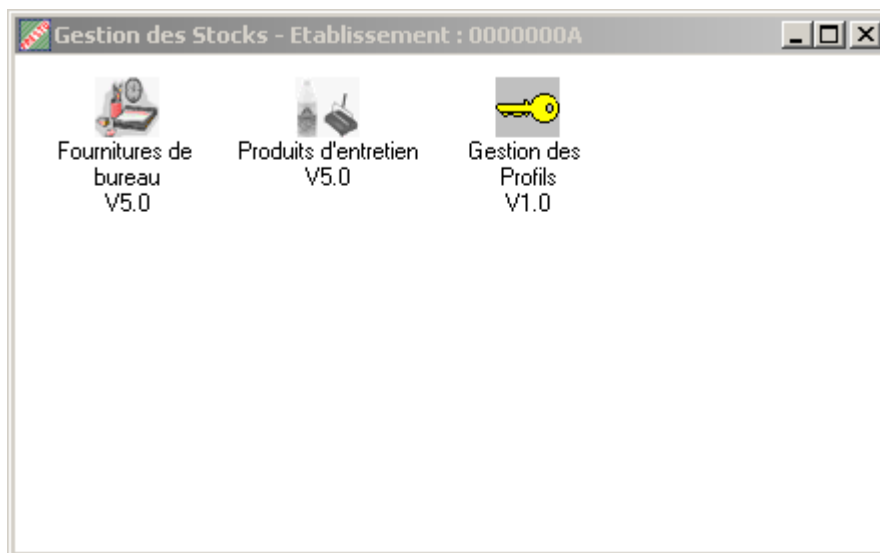 Gestion des Stocks - Etablissement : 0000000A
Fournitures de
bureau
V5.0
Produits d'entretien
V5.0
Gestion des
Profils
V1.0